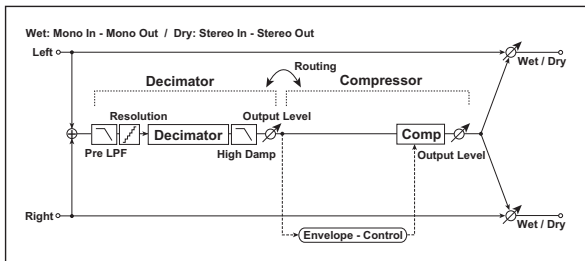 Wet: Mono In - Mono Out / Dry: Stereo In - Stereo Out
Left
Wet / Dry
Routing
Decimator
Compressor
Resolution
Output Level
Decimator
Comp
Pre LPF
High Damp
Output Level
Right
Wet / Dry
Envelope - Control